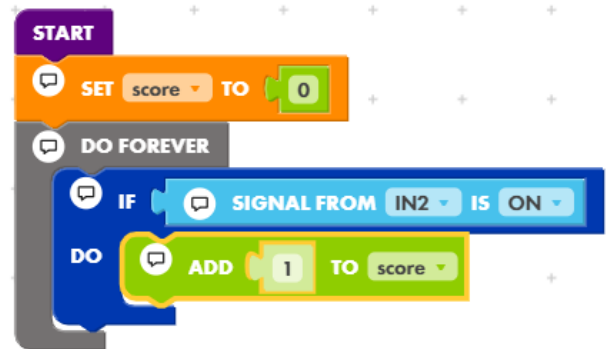 START
SET score TO 0
DO FOREVER
IF SIGNAL FROM IN2 IS ON
DO ADD 1 TO score